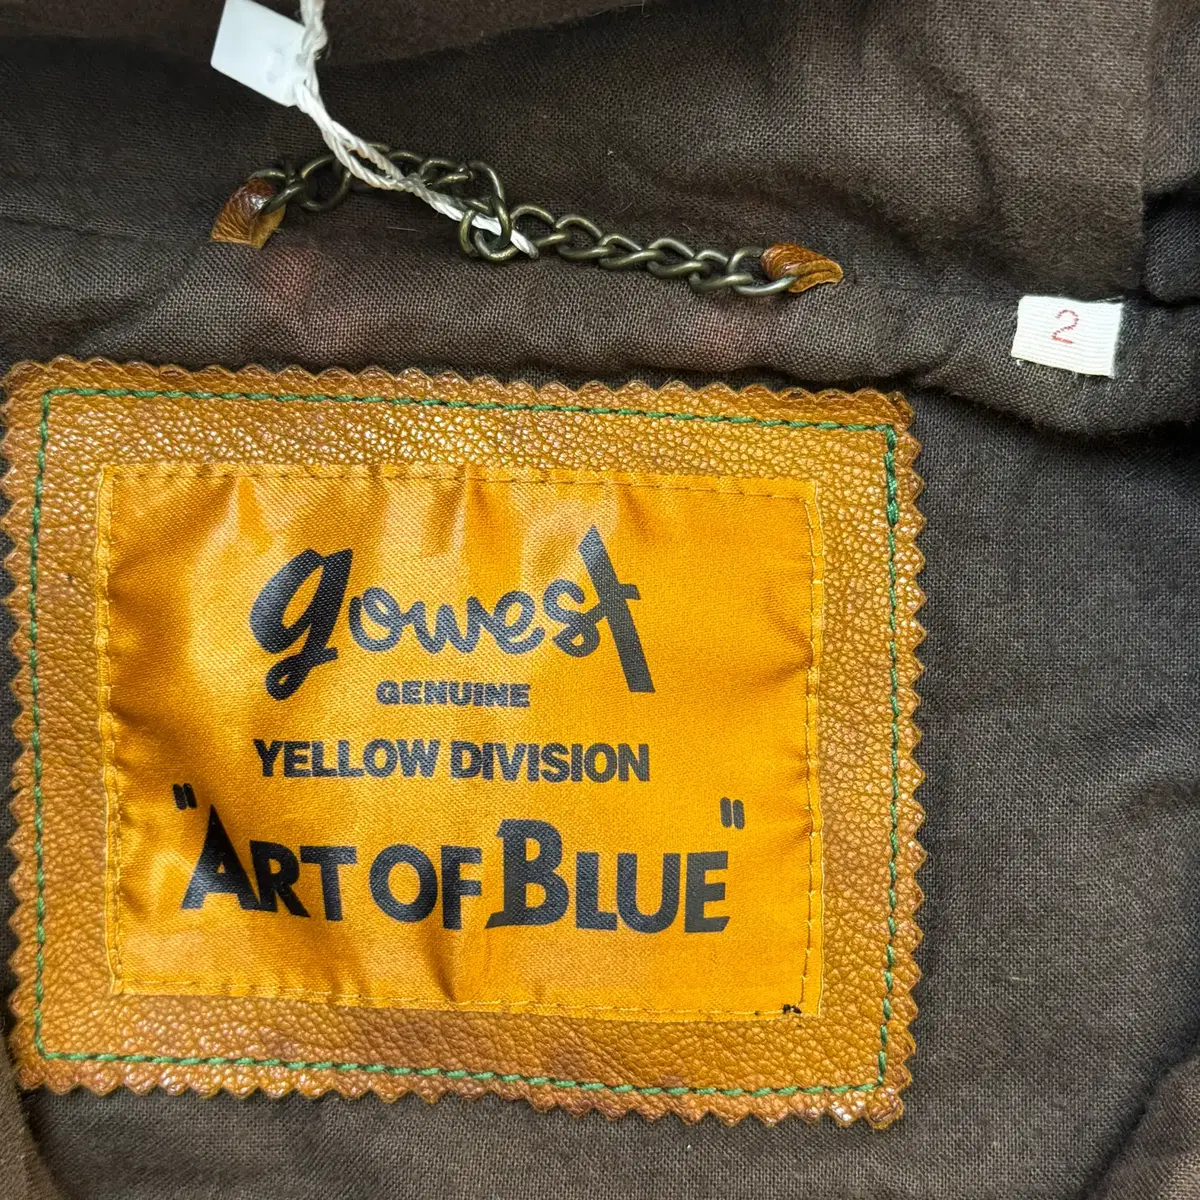 2
gowest
GENUINE
YELLOW DIVISION
"ART OF BLUE"